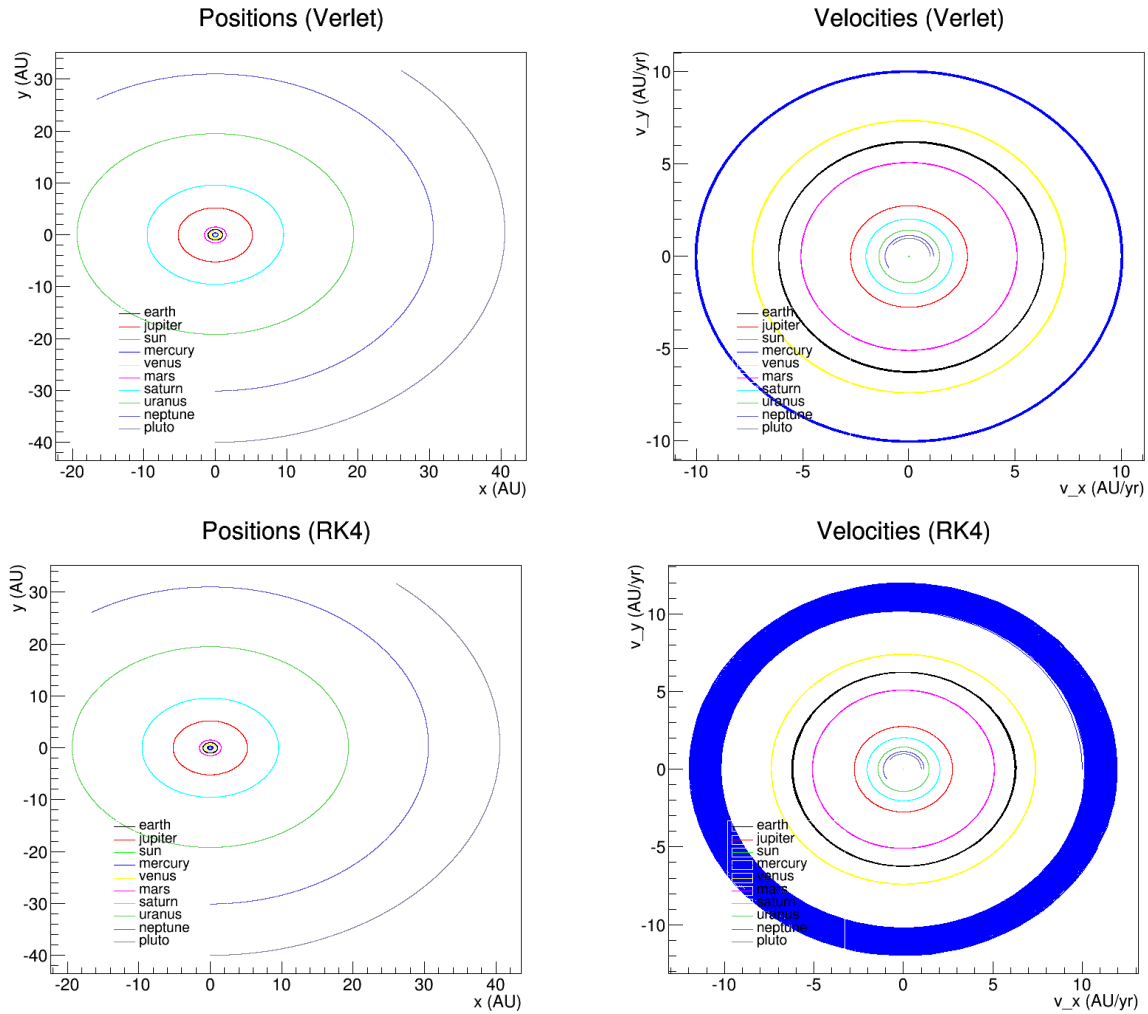 Positions (Verlet)
y (AU)
30
20
10
0
-10
-20
-30
-40
earth
jupiter
sun
mercury
venus
mars
saturn
uranus
neptune
pluto
-20
-10
0
10
20
30
40
x (AU)
Velocities (Verlet)
v_y (AU/yr)
10
5
0
-5
-10
earth
jupiter
sun
mercury
venus
mars
saturn
uranus
neptune
pluto
-10
-5
0
5
10
v_x (AU/yr)
Positions (RK4)
y (AU)
30
20
10
0
-10
-20
-30
-40
earth
jupiter
sun
mercury
venus
mars
saturn
uranus
neptune
pluto
-20
-10
0
10
20
30
40
x (AU)
Velocities (RK4)
v_y (AU/yr)
10
5
0
-5
-10
earth
jupiter
sun
mercury
venus
mars
saturn
uranus
neptune
pluto
-10
-5
0
5
10
v_x (AU/yr)